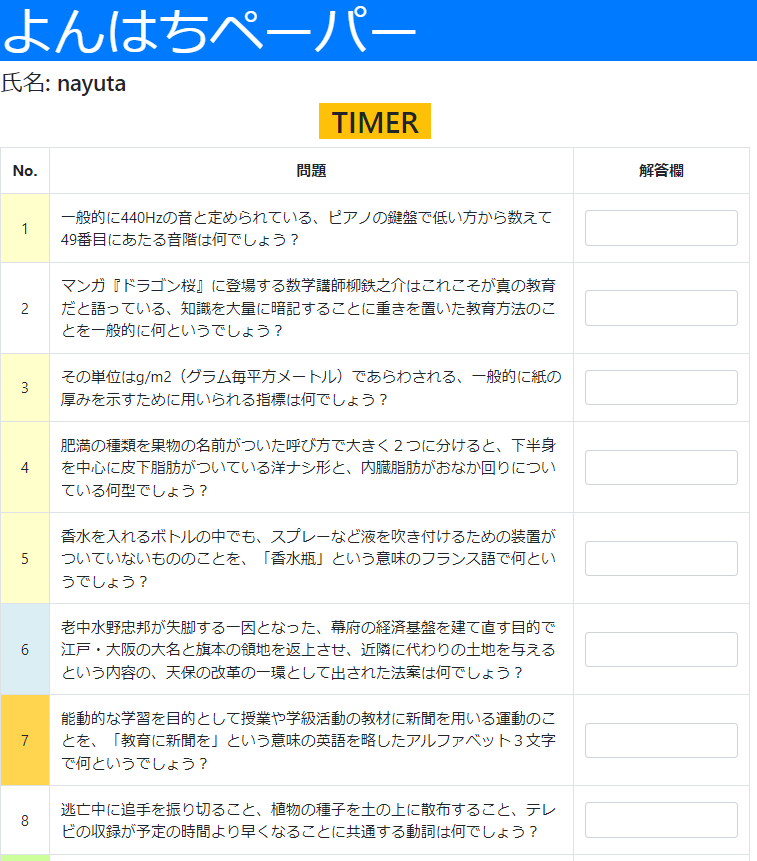 よんはちペーパー
氏名: nayuta
TIMER
No. 問題 解答欄
1 一般的に440Hzの音と定められている、ピアノの鍵盤で低い方から数えて
49番目にあたる音階は何でしょう？
2 マンガ『ドラゴン桜』に登場する数学講師柳鉄之介はこれこそが真の教育
だと語っている、知識を大量に暗記することに重きを置いた教育方法のこ
とを一般的に何というでしょう？
3 その単位はg/m2（グラム毎平方メートル）であらわされる、一般的に紙の
厚みを示すために用いられる指標は何でしょう？
4 肥満の種類を果物の名前がついた呼び方で大きく２つに分けると、下半身
を中心に皮下脂肪がついている洋ナシ形と、内臓脂肪がおなか回りについ
ている何型でしょう？
5 香水を入れるボトルの中でも、スプレーなど液を吹き付けるための装置が
ついていないもののことを、「香水瓶」という意味のフランス語で何とい
うでしょう？
6 老中水野忠邦が失脚する一因となった、幕府の経済基盤を建て直す目的で
江戸・大阪の大名と旗本の領地を返上させ、近隣に代わりの土地を与える
という内容の、天保の改革の一環として出された法案は何でしょう？
7 能動的な学習を目的として授業や学級活動の教材に新聞を用いる運動のこ
とを、「教育に新聞を」という意味の英語を略したアルファベット３文字
で何というでしょう？
8 逃亡中に追手を振り切ること、植物の種子を土の上に散布すること、テレ
ビの収録が予定の時間より早くなることに共通する動詞は何でしょう？